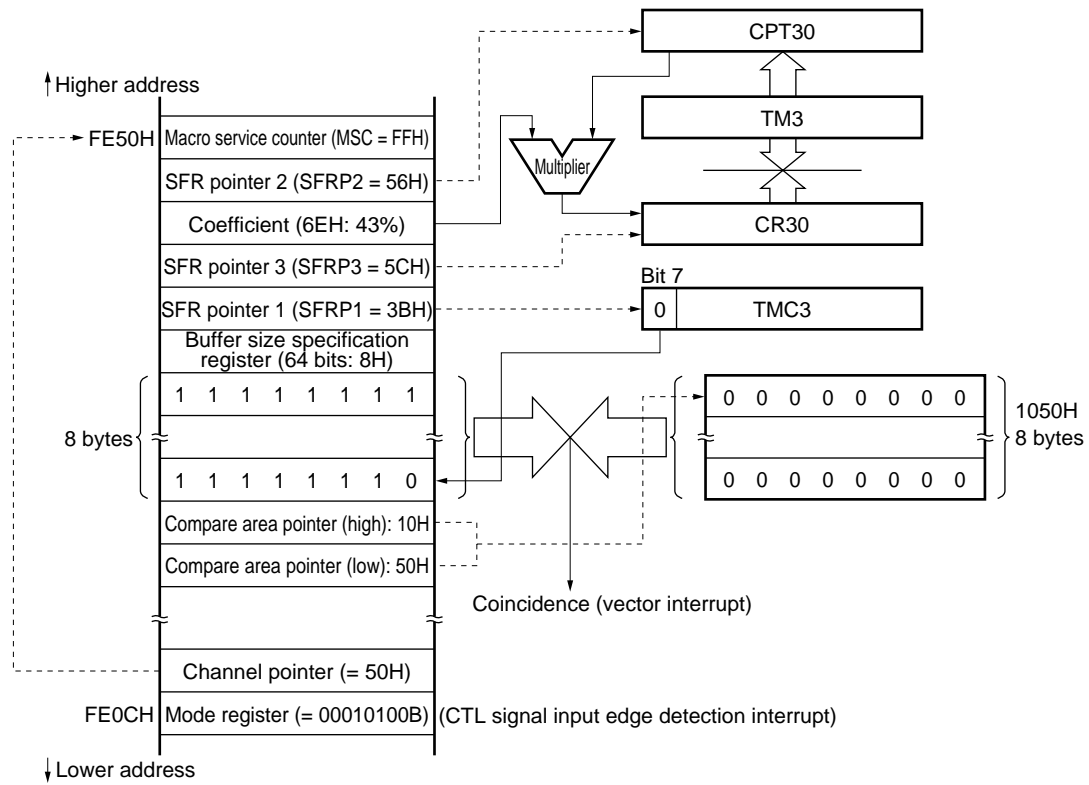 CPT30
Higher address
TM3
FE50H
Macro service counter (MSC = FFH)
Multiplier
SFR pointer 2 (SFRP2 = 56H)
Coefficient (6EH: 43%)
CR30
SFR pointer 3 (SFRP3 = 5CH)
Bit 7
SFR pointer 1 (SFRP1 = 3BH)
0
TMC3
Buffer size specification
register (64 bits: 8H)
1 1 1 1 1 1 1 1
0 0 0 0 0 0 0 0
1050H
8 bytes
8 bytes
1 1 1 1 1 1 1 0
0 0 0 0 0 0 0 0
Compare area pointer (high): 10H
Compare area pointer (low): 50H
Coincidence (vector interrupt)
Channel pointer (= 50H)
FE0CH
Mode register (= 00010100B)
(CTL signal input edge detection interrupt)
Lower address